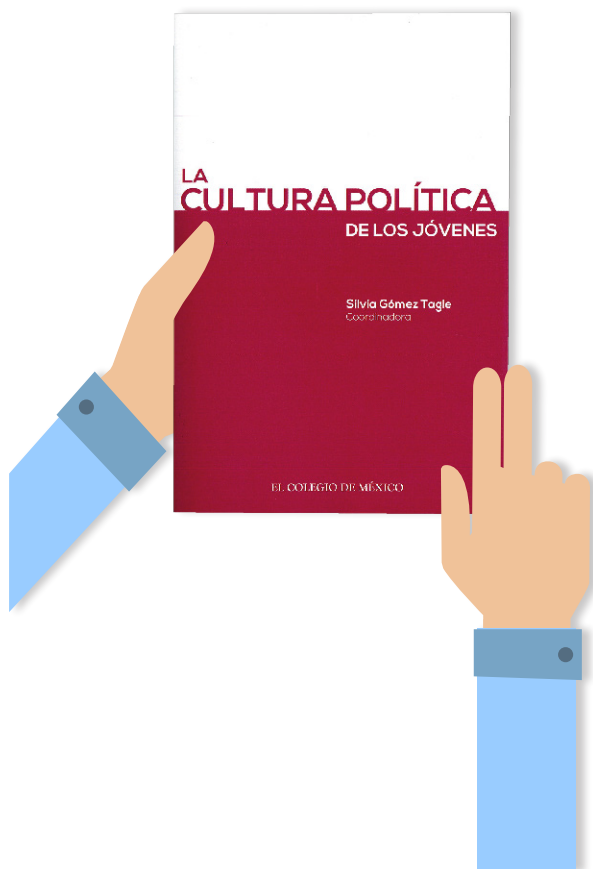 LA
CULTURA POLÍTICA
DE LOS JÓVENES
Silvia Gómez Tagle
Coordinadora
EL COLEGIO DE MÉXICO